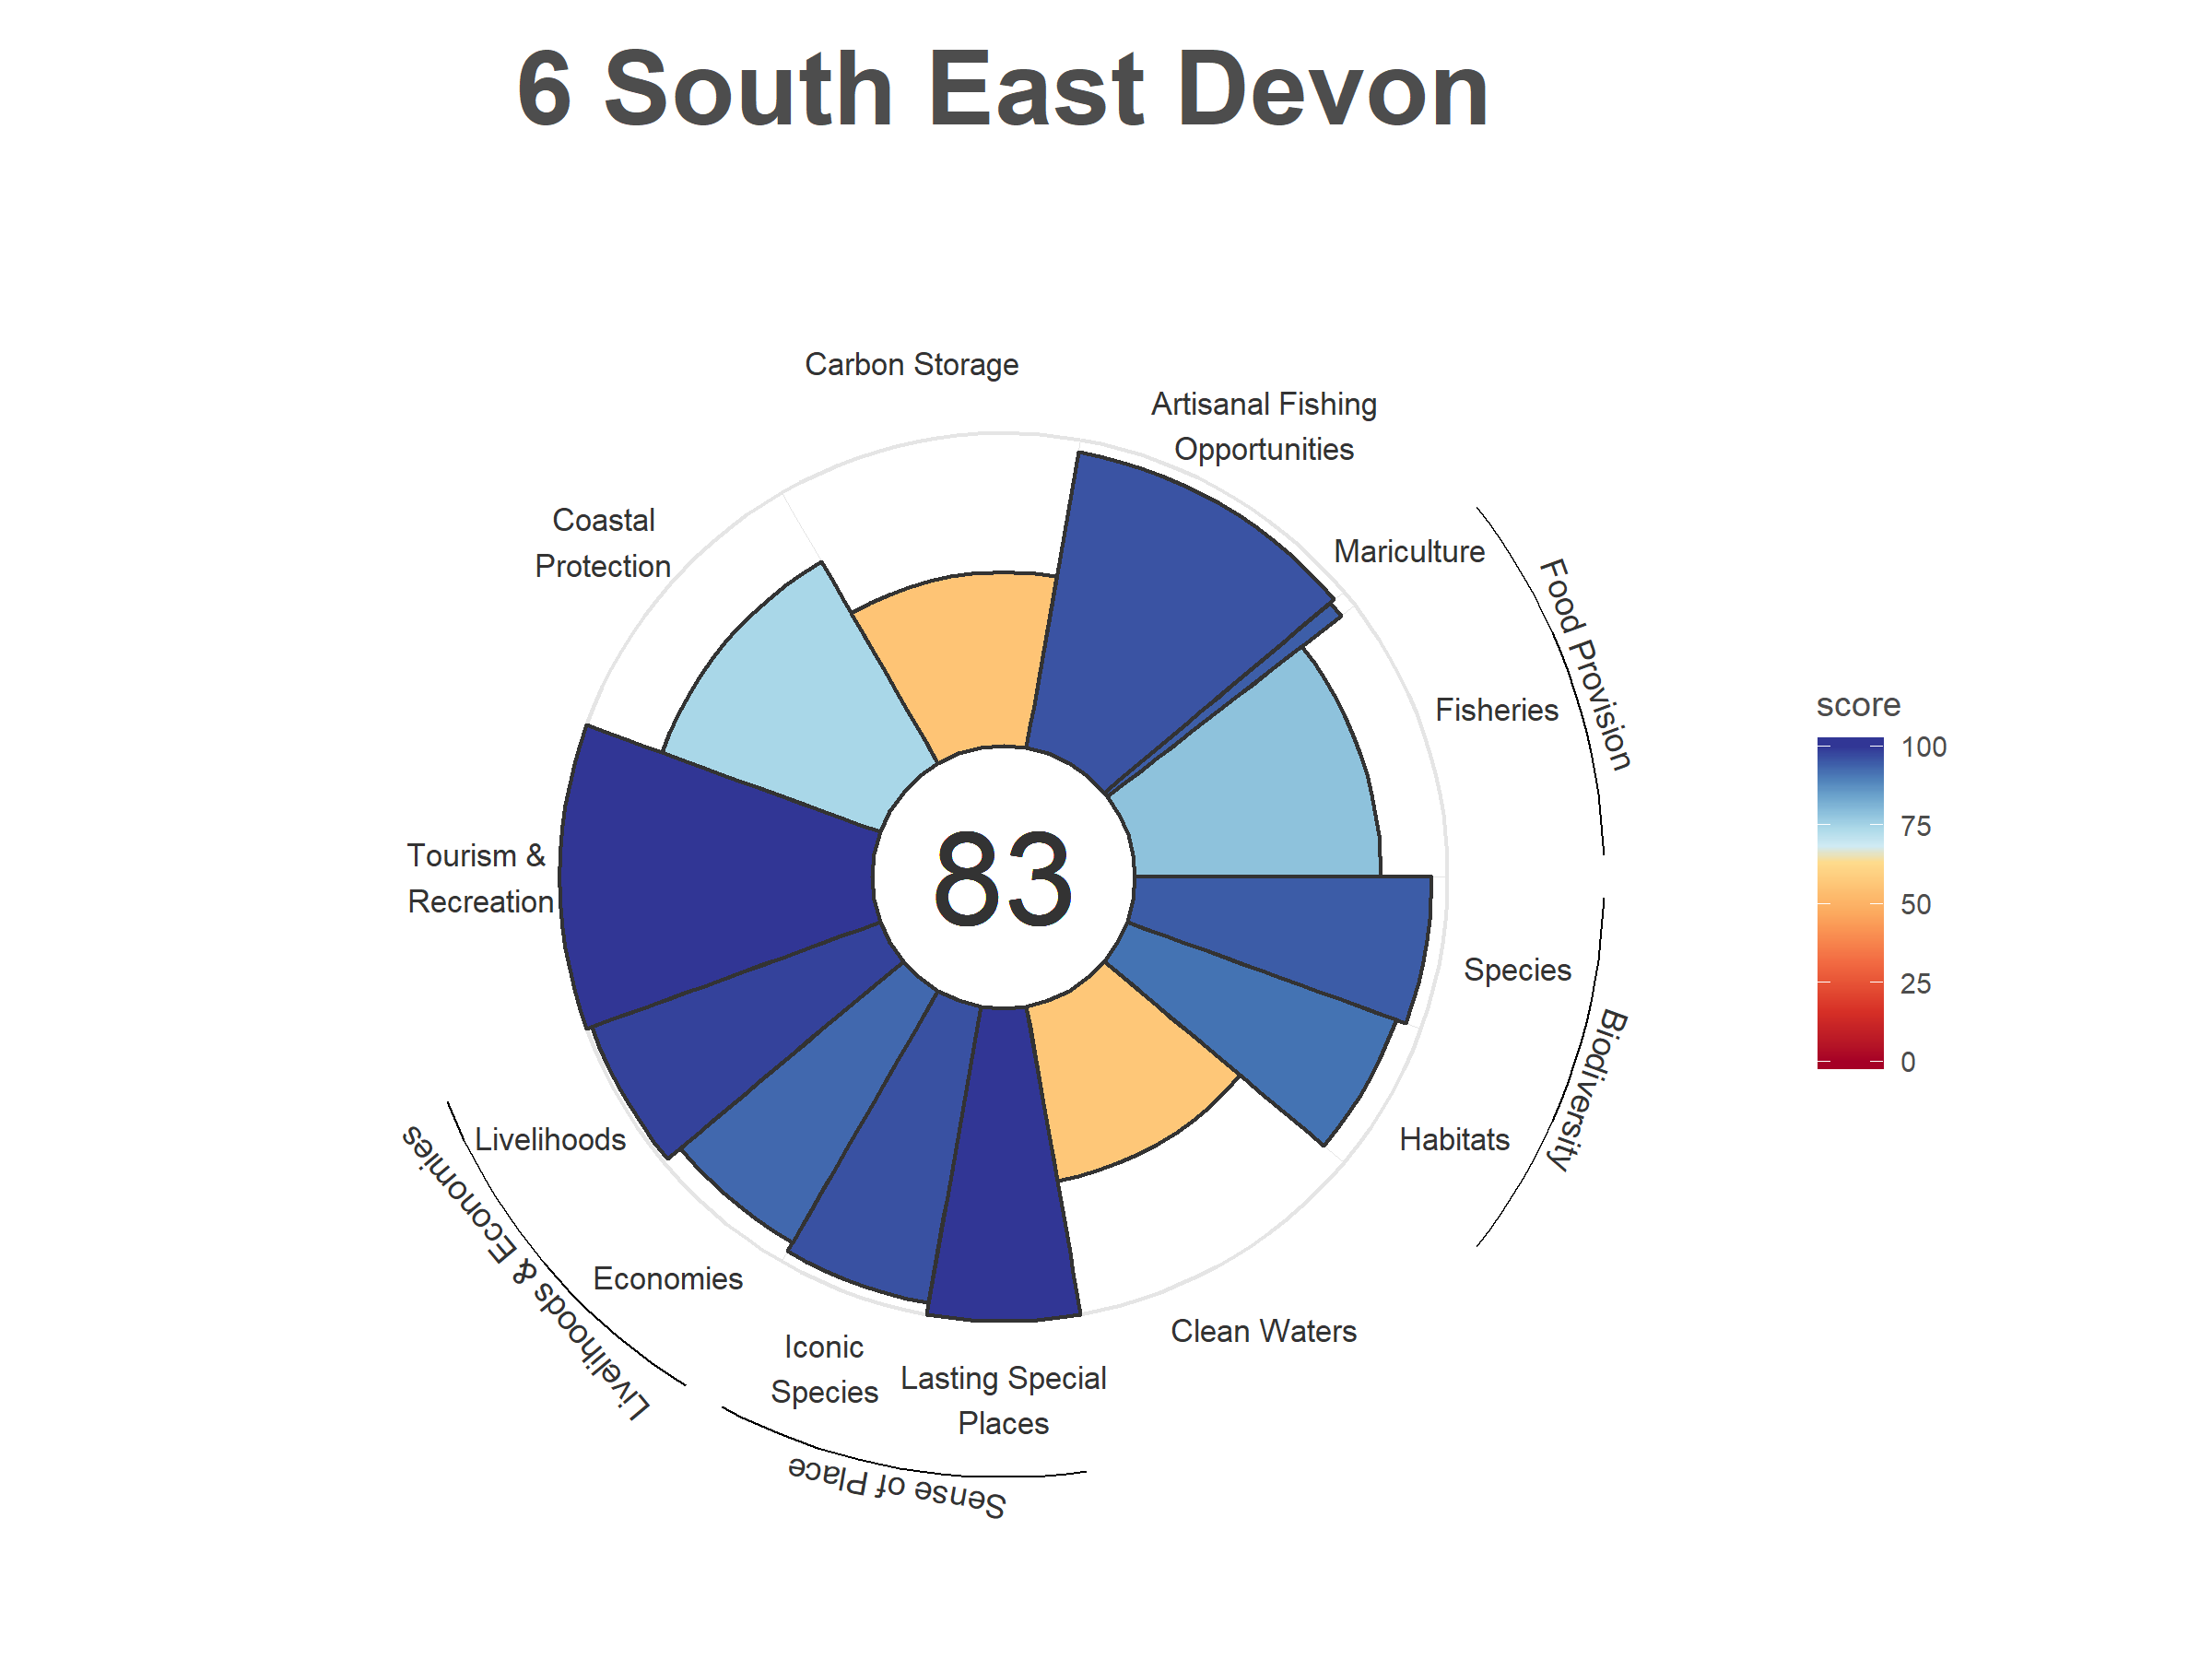 6 South East Devon
Carbon Storage
Artisanal Fishing
Opportunities
Coastal
Protection
Mariculture
Food Provision
Fisheries
score
100
75
50
25
0
83
Tourism &
Recreation
Species
Biodiversity
Habitats
Livelihoods
Livelihoods & Economies
Economies
Clean Waters
Iconic
Species
Lasting Special
Places
Sense of Place